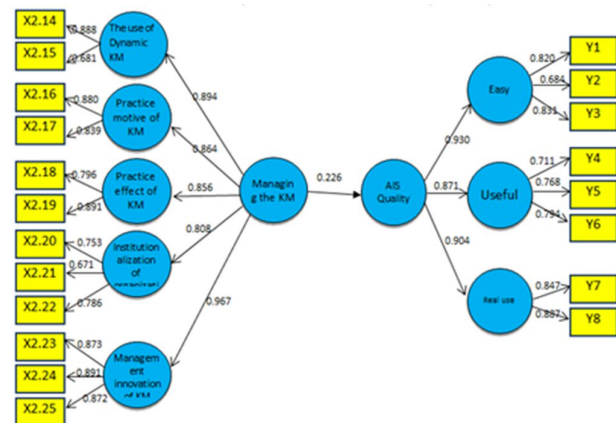 X2.14
0.888
X2.15
0.681
The use of
Dynamic
KM
X2.16
0.880
X2.17
0.839
Practice
motive of
KM
X2.18
0.796
X2.19
0.891
Practice
effect of
KM
X2.20
0.753
X2.21
0.671
X2.22
0.786
Institution
alization of
X2.23
0.873
X2.24
0.891
X2.25
0.872
Managem
ent
innovation
of KM
0.894
0.864
0.856
0.808
0.967
Managin
g the KM
0.226
AIS
Quality
0.930
0.871
0.904
Easy
0.820
Y1
0.684
Y2
0.831
Y3
Useful
0.711
Y4
0.768
Y5
0.794
Y6
Real use
0.847
Y7
0.887
Y8